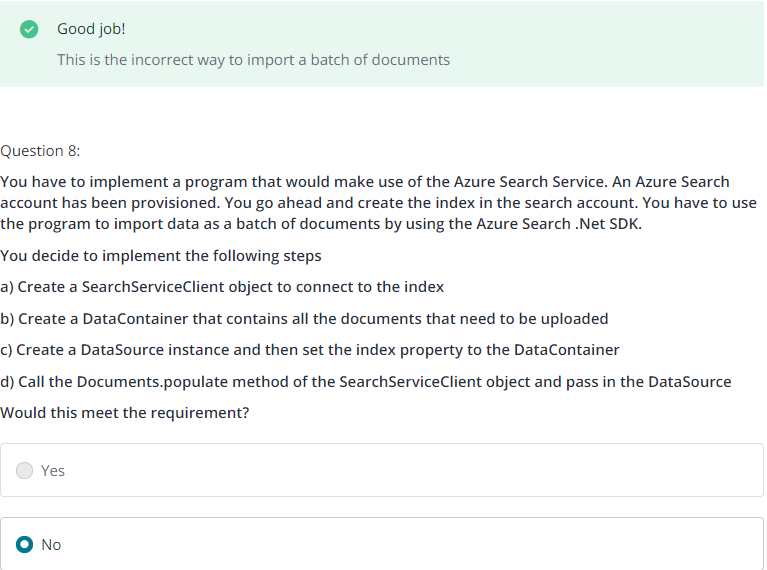 Good job!
This is the incorrect way to import a batch of documents
Question 8:
You have to implement a program that would make use of the Azure Search Service. An Azure Search
account has been provisioned. You go ahead and create the index in the search account. You have to use
the program to import data as a batch of documents by using the Azure Search .Net SDK.
You decide to implement the following steps
a) Create a SearchServiceClient object to connect to the index
b) Create a DataContainer that contains all the documents that need to be uploaded
c) Create a DataSource instance and then set the index property to the DataContainer
d) Call the Documents.populate method of the SearchServiceClient object and pass in the DataSource
Would this meet the requirement?
Yes
No